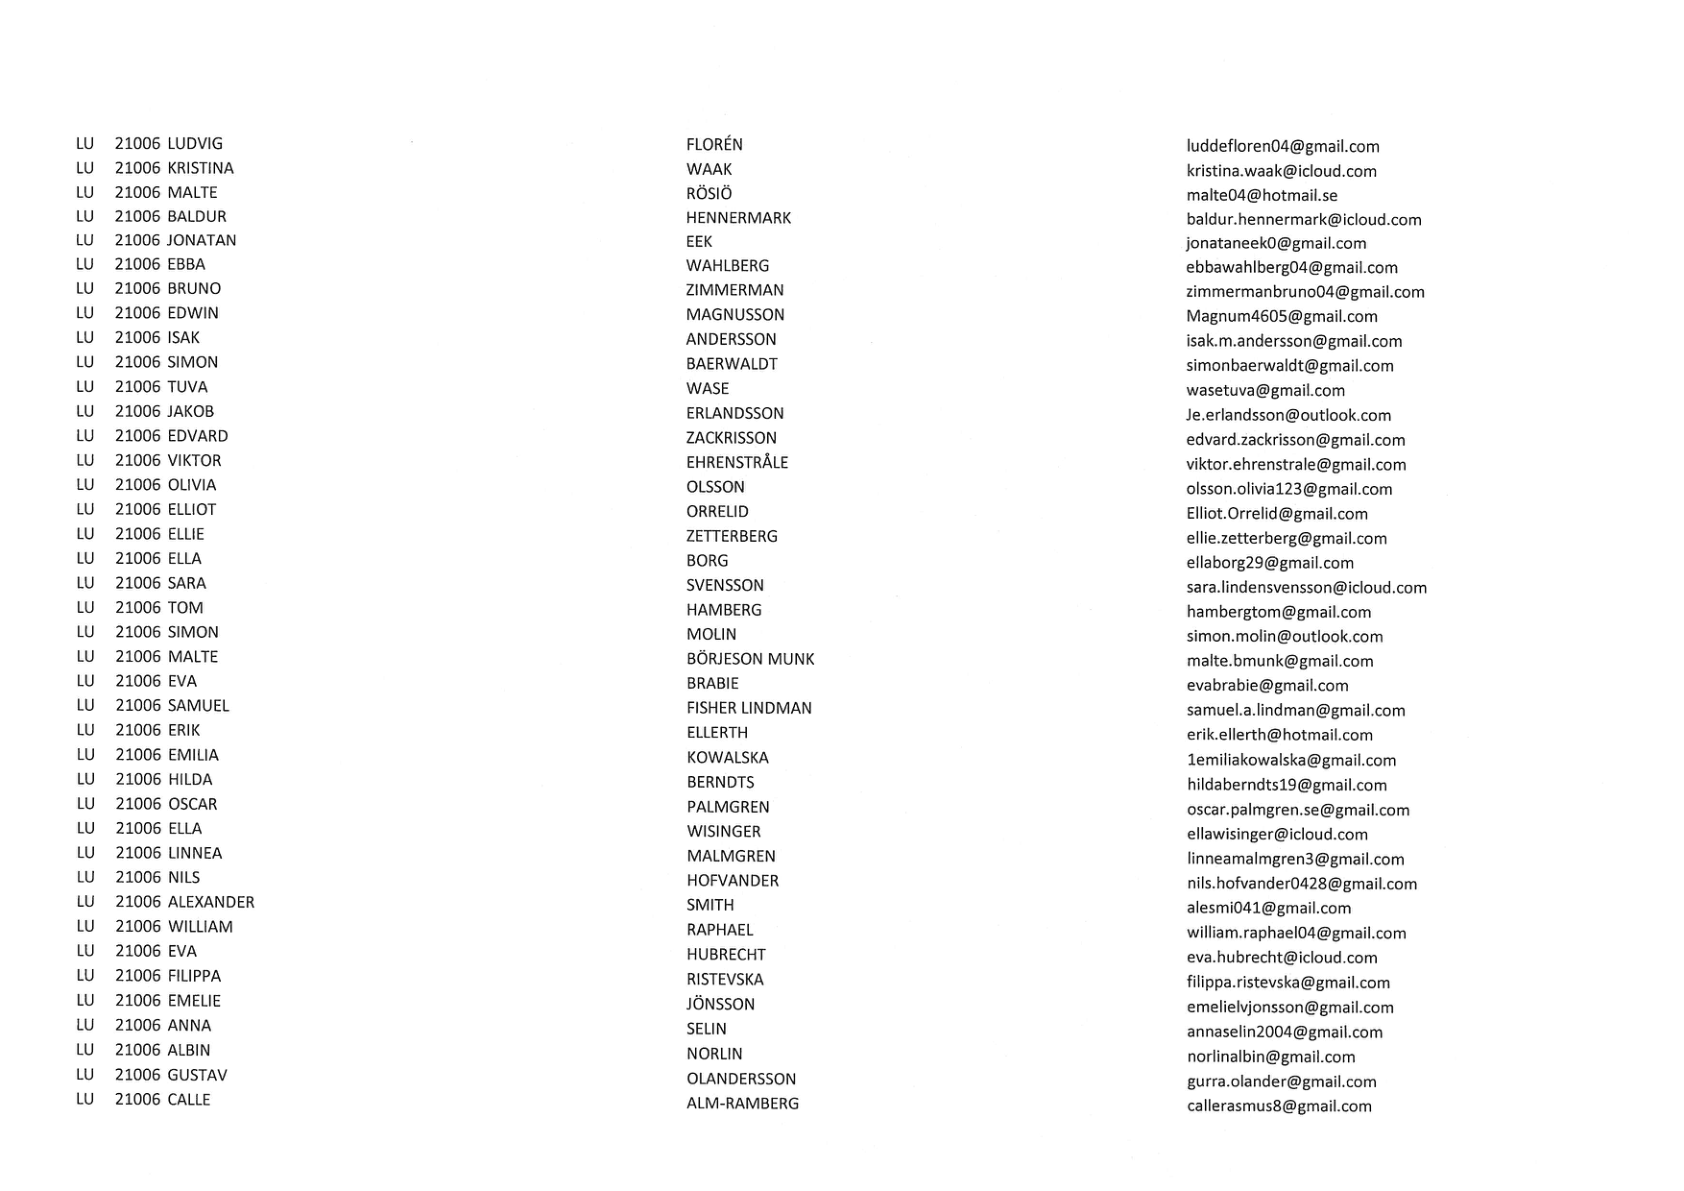 LU 21006 LUDVIG FLORÉN luddefloren04@gmail.com
LU 21006 KRISTINA WAAK kristina.waak@icloud.com
LU 21006 MALTE RÖSIÖ malte04@hotmail.se
LU 21006 BALDUR HENNERMARK baldur.hennermark@icloud.com
LU 21006 JONATAN EEK jonataneek0@gmail.com
LU 21006 EBBA WAHLBERG ebbawahlberg04@gmail.com
LU 21006 BRUNO ZIMMERMAN zimmermanbruno04@gmail.com
LU 21006 EDWIN MAGNUSSON Magnum4605@gmail.com
LU 21006 ISAK ANDERSSON isak.m.andersson@gmail.com
LU 21006 SIMON BAERWALDT simonbaerwaldt@gmail.com
LU 21006 TUVA WASE wasetuva@gmail.com
LU 21006 JAKOB ERLANDSSON Je.erlandsson@outlook.com
LU 21006 EDVARD ZACKRISSON edvard.zackrisson@gmail.com
LU 21006 VIKTOR EHRENSTRÅLE viktor.ehrenstrale@gmail.com
LU 21006 OLIVIA OLSSON olsson.olivia123@gmail.com
LU 21006 ELLIOT ORRELID Elliot.Orrelid@gmail.com
LU 21006 ELLIE ZETTERBERG ellie.zetterberg@gmail.com
LU 21006 ELLA BORG ellaborg29@gmail.com
LU 21006 SARA SVENSSON sara.lindensvensson@icloud.com
LU 21006 TOM HAMBERG hambergtom@gmail.com
LU 21006 SIMON MOLIN simon.molin@outlook.com
LU 21006 MALTE BÖRJESON MUNK malte.bmunk@gmail.com
LU 21006 EVA BRABIE evabrabie@gmail.com
LU 21006 SAMUEL FISHER LINDMAN samuel.a.lindman@gmail.com
LU 21006 ERIK ELLERTH erik.ellerth@hotmail.com
LU 21006 EMILIA KOWALSKA 1emiliakowalska@gmail.com
LU 21006 HILDA BERNDTS hildaberndts19@gmail.com
LU 21006 OSCAR PALMGREN oscar.palmgren.se@gmail.com
LU 21006 ELLA WISINGER ellawisinger@icloud.com
LU 21006 LINNEA MALMGREN linneamalmgren3@gmail.com
LU 21006 NILS HOFVANDER nils.hofvander0428@gmail.com
LU 21006 ALEXANDER SMITH alesmi041@gmail.com
LU 21006 WILLIAM RAPHAEL william.raphael04@gmail.com
LU 21006 EVA HUBRECHT eva.hubrecht@icloud.com
LU 21006 FILIPPA RISTEVSKA filippa.ristevska@gmail.com
LU 21006 EMELIE JÖNSSON emelielvjonsson@gmail.com
LU 21006 ANNA SELIN annaselin2004@gmail.com
LU 21006 ALBIN NORLIN norlinalbin@gmail.com
LU 21006 GUSTAV OLANDERSSON gurra.olander@gmail.com
LU 21006 CALLE ALM-RAMBERG callerasmus8@gmail.com